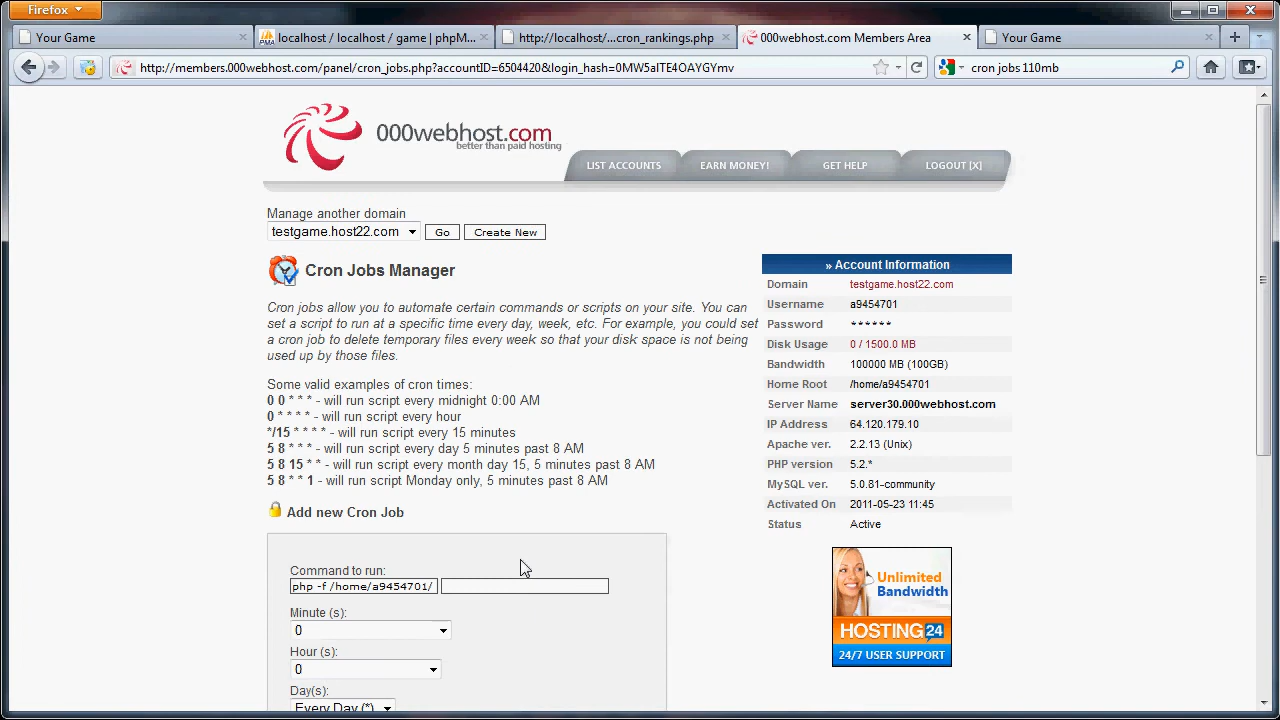 Firefox
Your Game
localhost / localhost / game | phpM...
http://localhost/...cron_rankings.php
000webhost.com Members Area
Your Game
http://members.000webhost.com/panel/cron_jobs.php?accountID=6504420&login_hash=0MW5aITE4OAYGYmv
cron jobs 110mb
000webhost.com
better than paid hosting
LIST ACCOUNTS
EARN MONEY!
GET HELP
LOGOUT [X]
Manage another domain
testgame.host22.com
Go
Create New
Cron Jobs Manager
Cron jobs allow you to automate certain commands or scripts on your site. You can
set a script to run at a specific time every day, week, etc. For example, you could set
a cron job to delete temporary files every week so that your disk space is not being
used up by those files.
Some valid examples of cron times:
0 0 * * * - will run script every midnight 0:00 AM
0 * * * * - will run script every hour
*/15 * * * * - will run script every 15 minutes
5 8 * * * - will run script every day 5 minutes past 8 AM
5 8 15 * * - will run script every month day 15, 5 minutes past 8 AM
5 8 * * 1 - will run script Monday only, 5 minutes past 8 AM
Add new Cron Job
Command to run:
php -f /home/a9454701/
Minute (s):
0
Hour (s):
0
Day(s):
Every Day (*)
» Account Information
Domain testgame.host22.com
Username a9454701
Password ******
Disk Usage 0 / 1500.0 MB
Bandwidth 100000 MB (100GB)
Home Root /home/a9454701
Server Name server30.000webhost.com
IP Address 64.120.179.10
Apache ver. 2.2.13 (Unix)
PHP version 5.2.*
MySQL ver. 5.0.81-community
Activated On 2011-05-23 11:45
Status Active
Unlimited
Bandwidth
HOSTING 24
24/7 USER SUPPORT